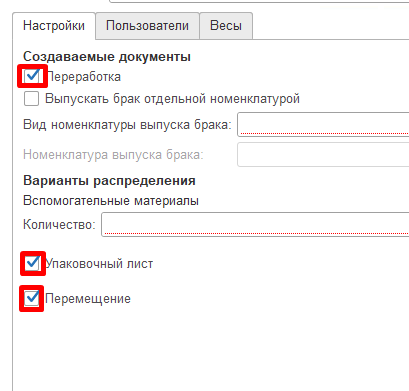 Настройки Пользователи Весы
Создаваемые документы
Переработка
Выпускать брак отдельной номенклатурой
Вид номенклатуры выпуска брака:
Номенклатура выпуска брака:
Варианты распределения
Вспомогательные материалы
Количество:
Упаковочный лист
Перемещение